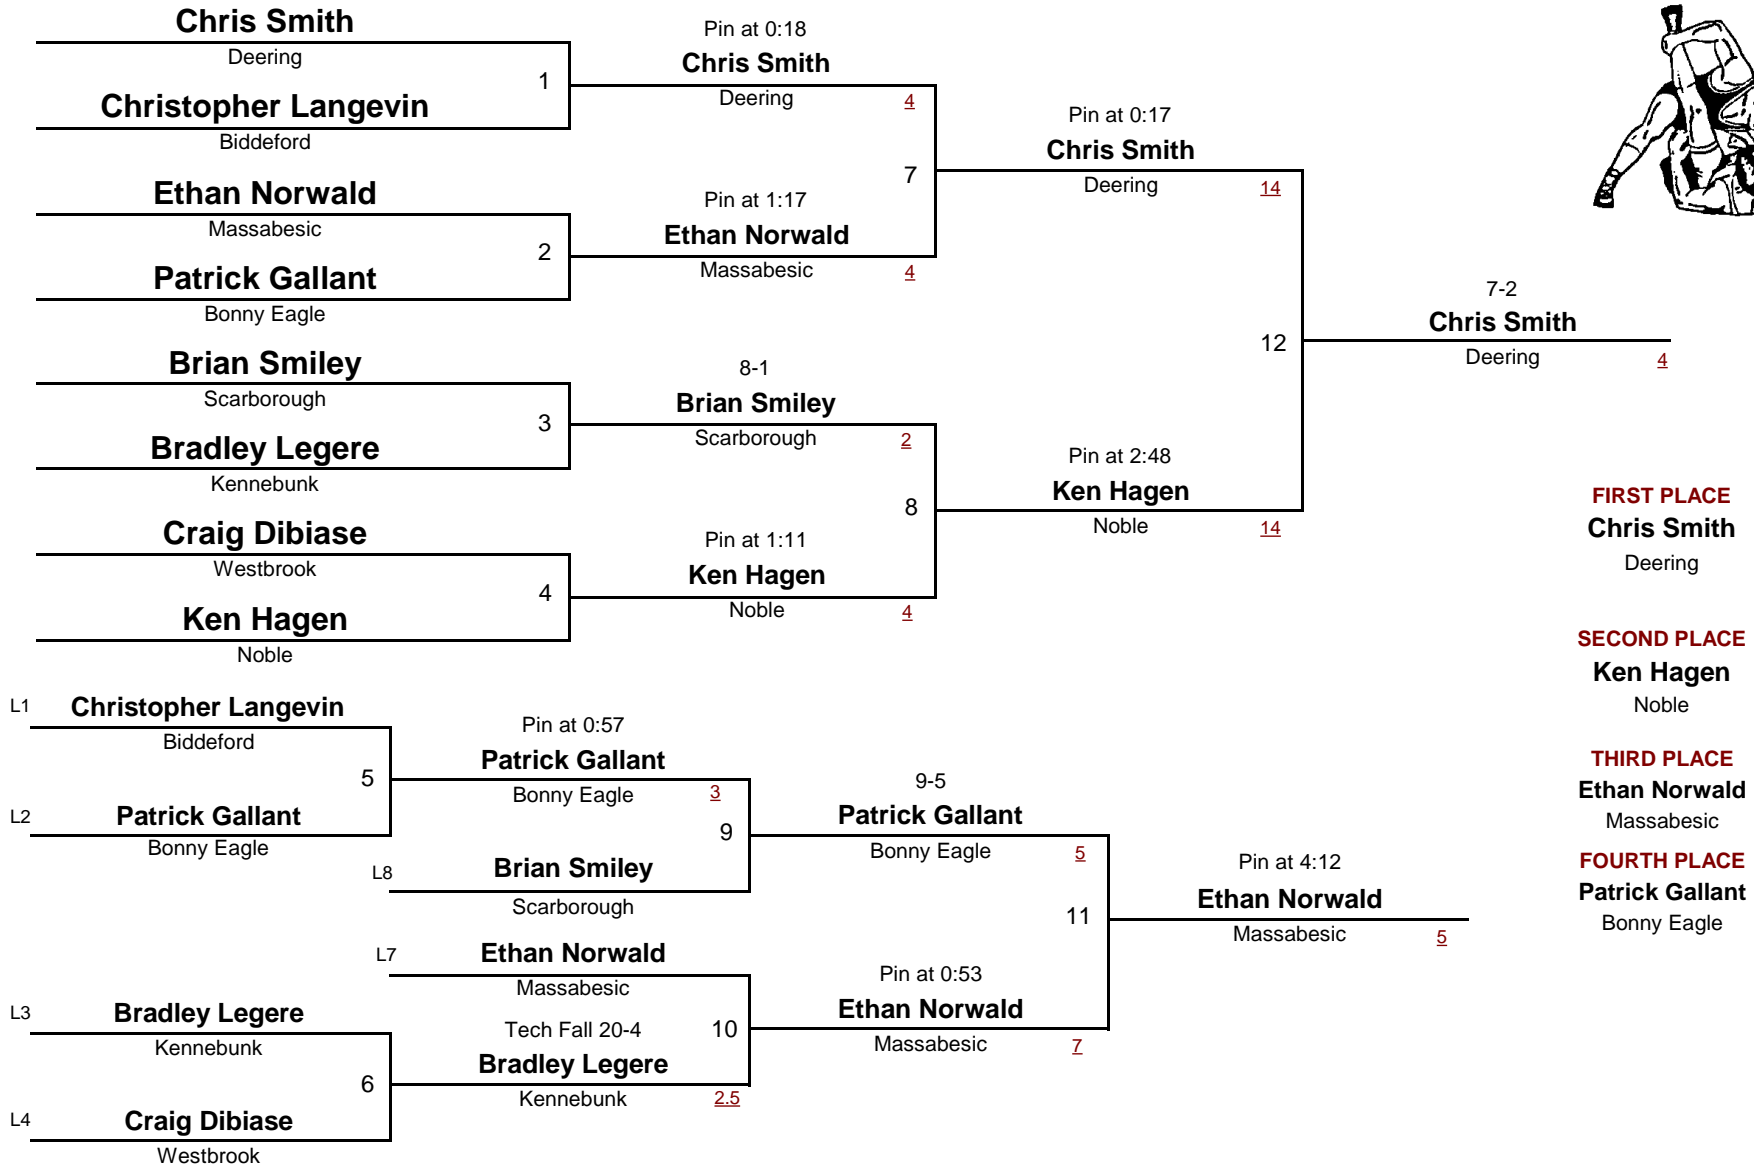 Chris Smith
Deering
1
Christopher Langevin
Biddeford
Ethan Norwald
Massabesic
2
Patrick Gallant
Bonny Eagle
Brian Smiley
Scarborough
3
Bradley Legere
Kennebunk
Craig Dibiase
Westbrook
4
Ken Hagen
Noble
Pin at 0:18
Chris Smith
Deering 4
7
Pin at 1:17
Ethan Norwald
Massabesic 4
8-1
Brian Smiley
Scarborough 2
8
Pin at 1:11
Ken Hagen
Noble 4
Pin at 0:17
Chris Smith
Deering 14
12
Pin at 2:48
Ken Hagen
Noble 14
7-2
Chris Smith
Deering 4
FIRST PLACE
Chris Smith
Deering
SECOND PLACE
Ken Hagen
Noble
THIRD PLACE
Ethan Norwald
Massabesic
FOURTH PLACE
Patrick Gallant
Bonny Eagle
L1 Christopher Langevin
Biddeford
5
L2 Patrick Gallant
Bonny Eagle
L3 Bradley Legere
Kennebunk
6
L4 Craig Dibiase
Westbrook
Pin at 0:57
Patrick Gallant
Bonny Eagle 3
9
L8 Brian Smiley
Scarborough
L7 Ethan Norwald
Massabesic
Tech Fall 20-4 10
Bradley Legere
Kennebunk 2.5
9-5
Patrick Gallant
Bonny Eagle 5
11
Pin at 0:53
Ethan Norwald
Massabesic 7
Pin at 4:12
Ethan Norwald
Massabesic 5